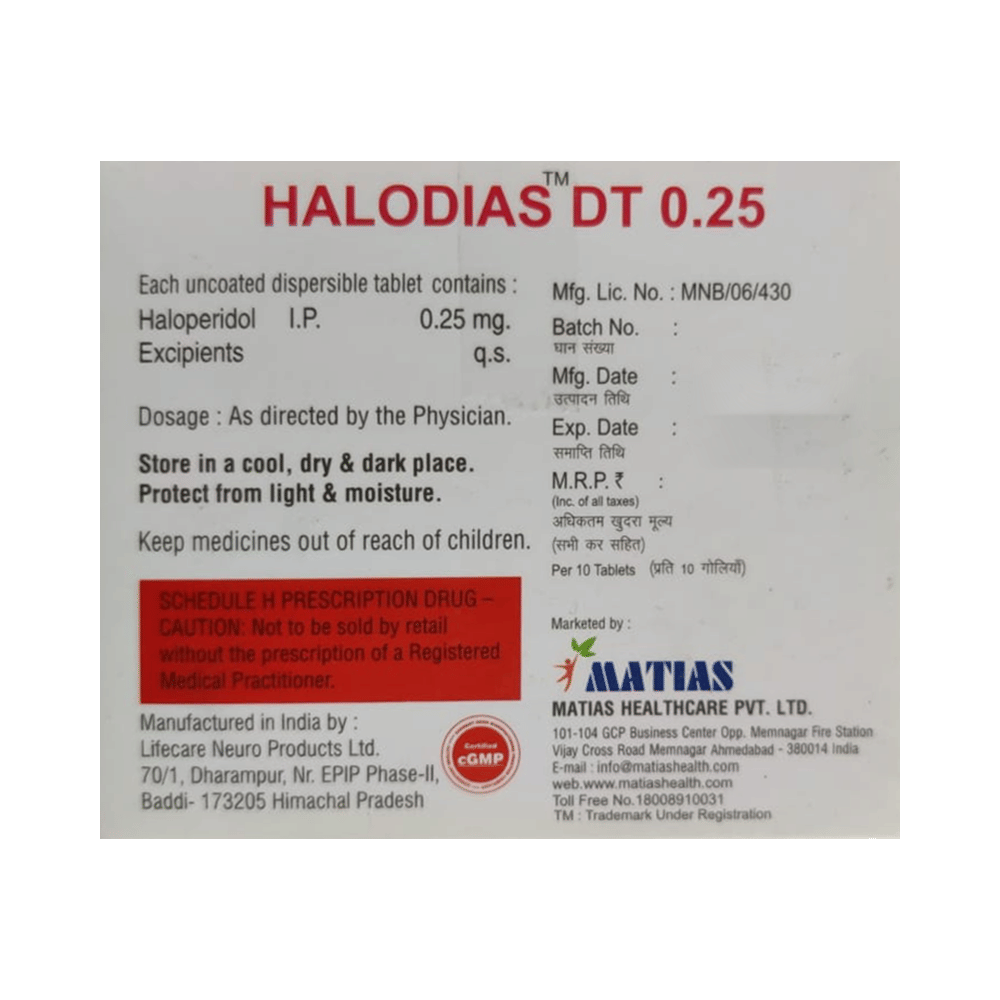 HALODIAS™ DT 0.25
Each uncoated dispersible tablet contains :
Haloperidol I.P. 0.25 mg.
Excipients q.s.
Dosage : As directed by the Physician.
Store in a cool, dry & dark place.
Protect from light & moisture.
Keep medicines out of reach of children.
SCHEDULE H PRESCRIPTION DRUG –
CAUTION: Not to be sold by retail
without the prescription of a Registered
Medical Practitioner.
Manufactured in India by :
Lifecare Neuro Products Ltd.
70/1, Dharampur, Nr. EPIP Phase-II,
Baddi- 173205 Himachal Pradesh
Certified
cGMP
Mfg. Lic. No. : MNB/06/430
Batch No. :
घान संख्या
Mfg. Date :
उत्पादन तिथि
Exp. Date :
समाप्ति तिथि
M.R.P. ₹ :
(Inc. of all taxes)
अधिकतम खुदरा मूल्य
(सभी कर सहित)
Per 10 Tablets (प्रति 10 गोलियाँ)
Marketed by :
MATIAS
MATIAS HEALTHCARE PVT. LTD.
101-104 GCP Business Center Opp. Memnagar Fire Station
Vijay Cross Road Memnagar Ahmedabad - 380014 India
E-mail : info@matiashealth.com
web.www.matiashealth.com
Toll Free No.18008910031
TM : Trademark Under Registration